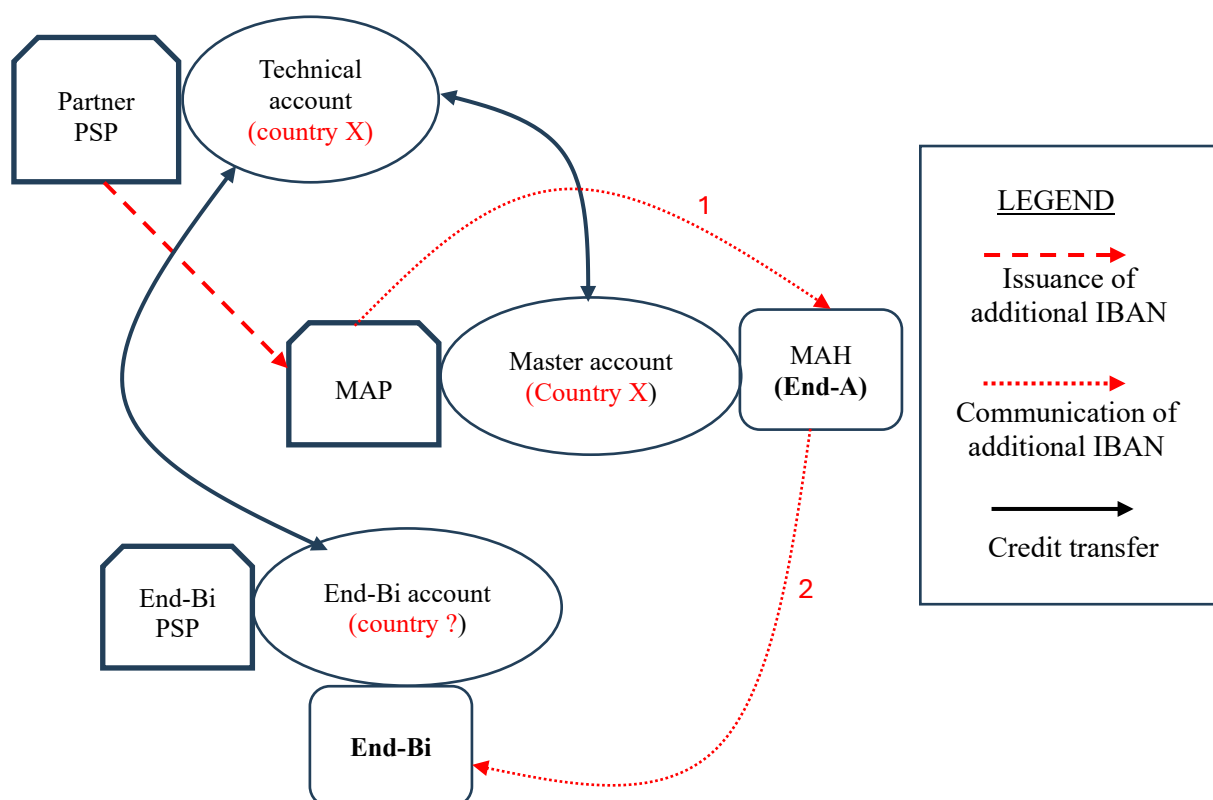 Partner
PSP
Technical
account
(country X)
1
MAP
Master account
(Country X)
MAH
(End-A)
End-Bi
PSP
End-Bi account
(country ?)
2
End-Bi
LEGEND
Issuance of
additional IBAN
Communication of
additional IBAN
Credit transfer